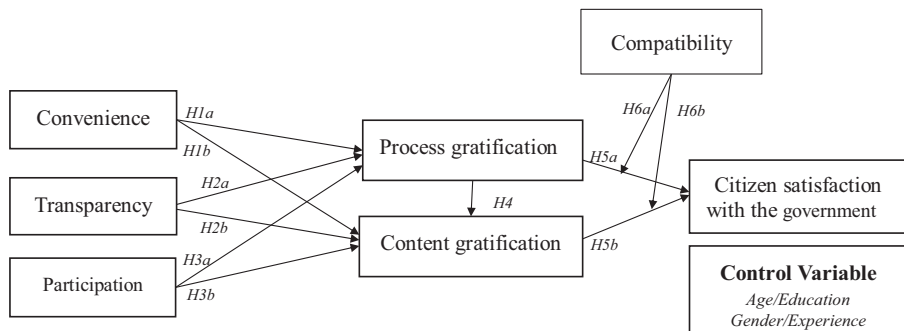 Compatibility
Convenience
H1a
H1b
H6a
H6b
Process gratification
H5a
H2a
Transparency
H2b
H4
Citizen satisfaction
with the government
Content gratification
H5b
H3a
Participation
H3b
Control Variable
Age/Education
Gender/Experience